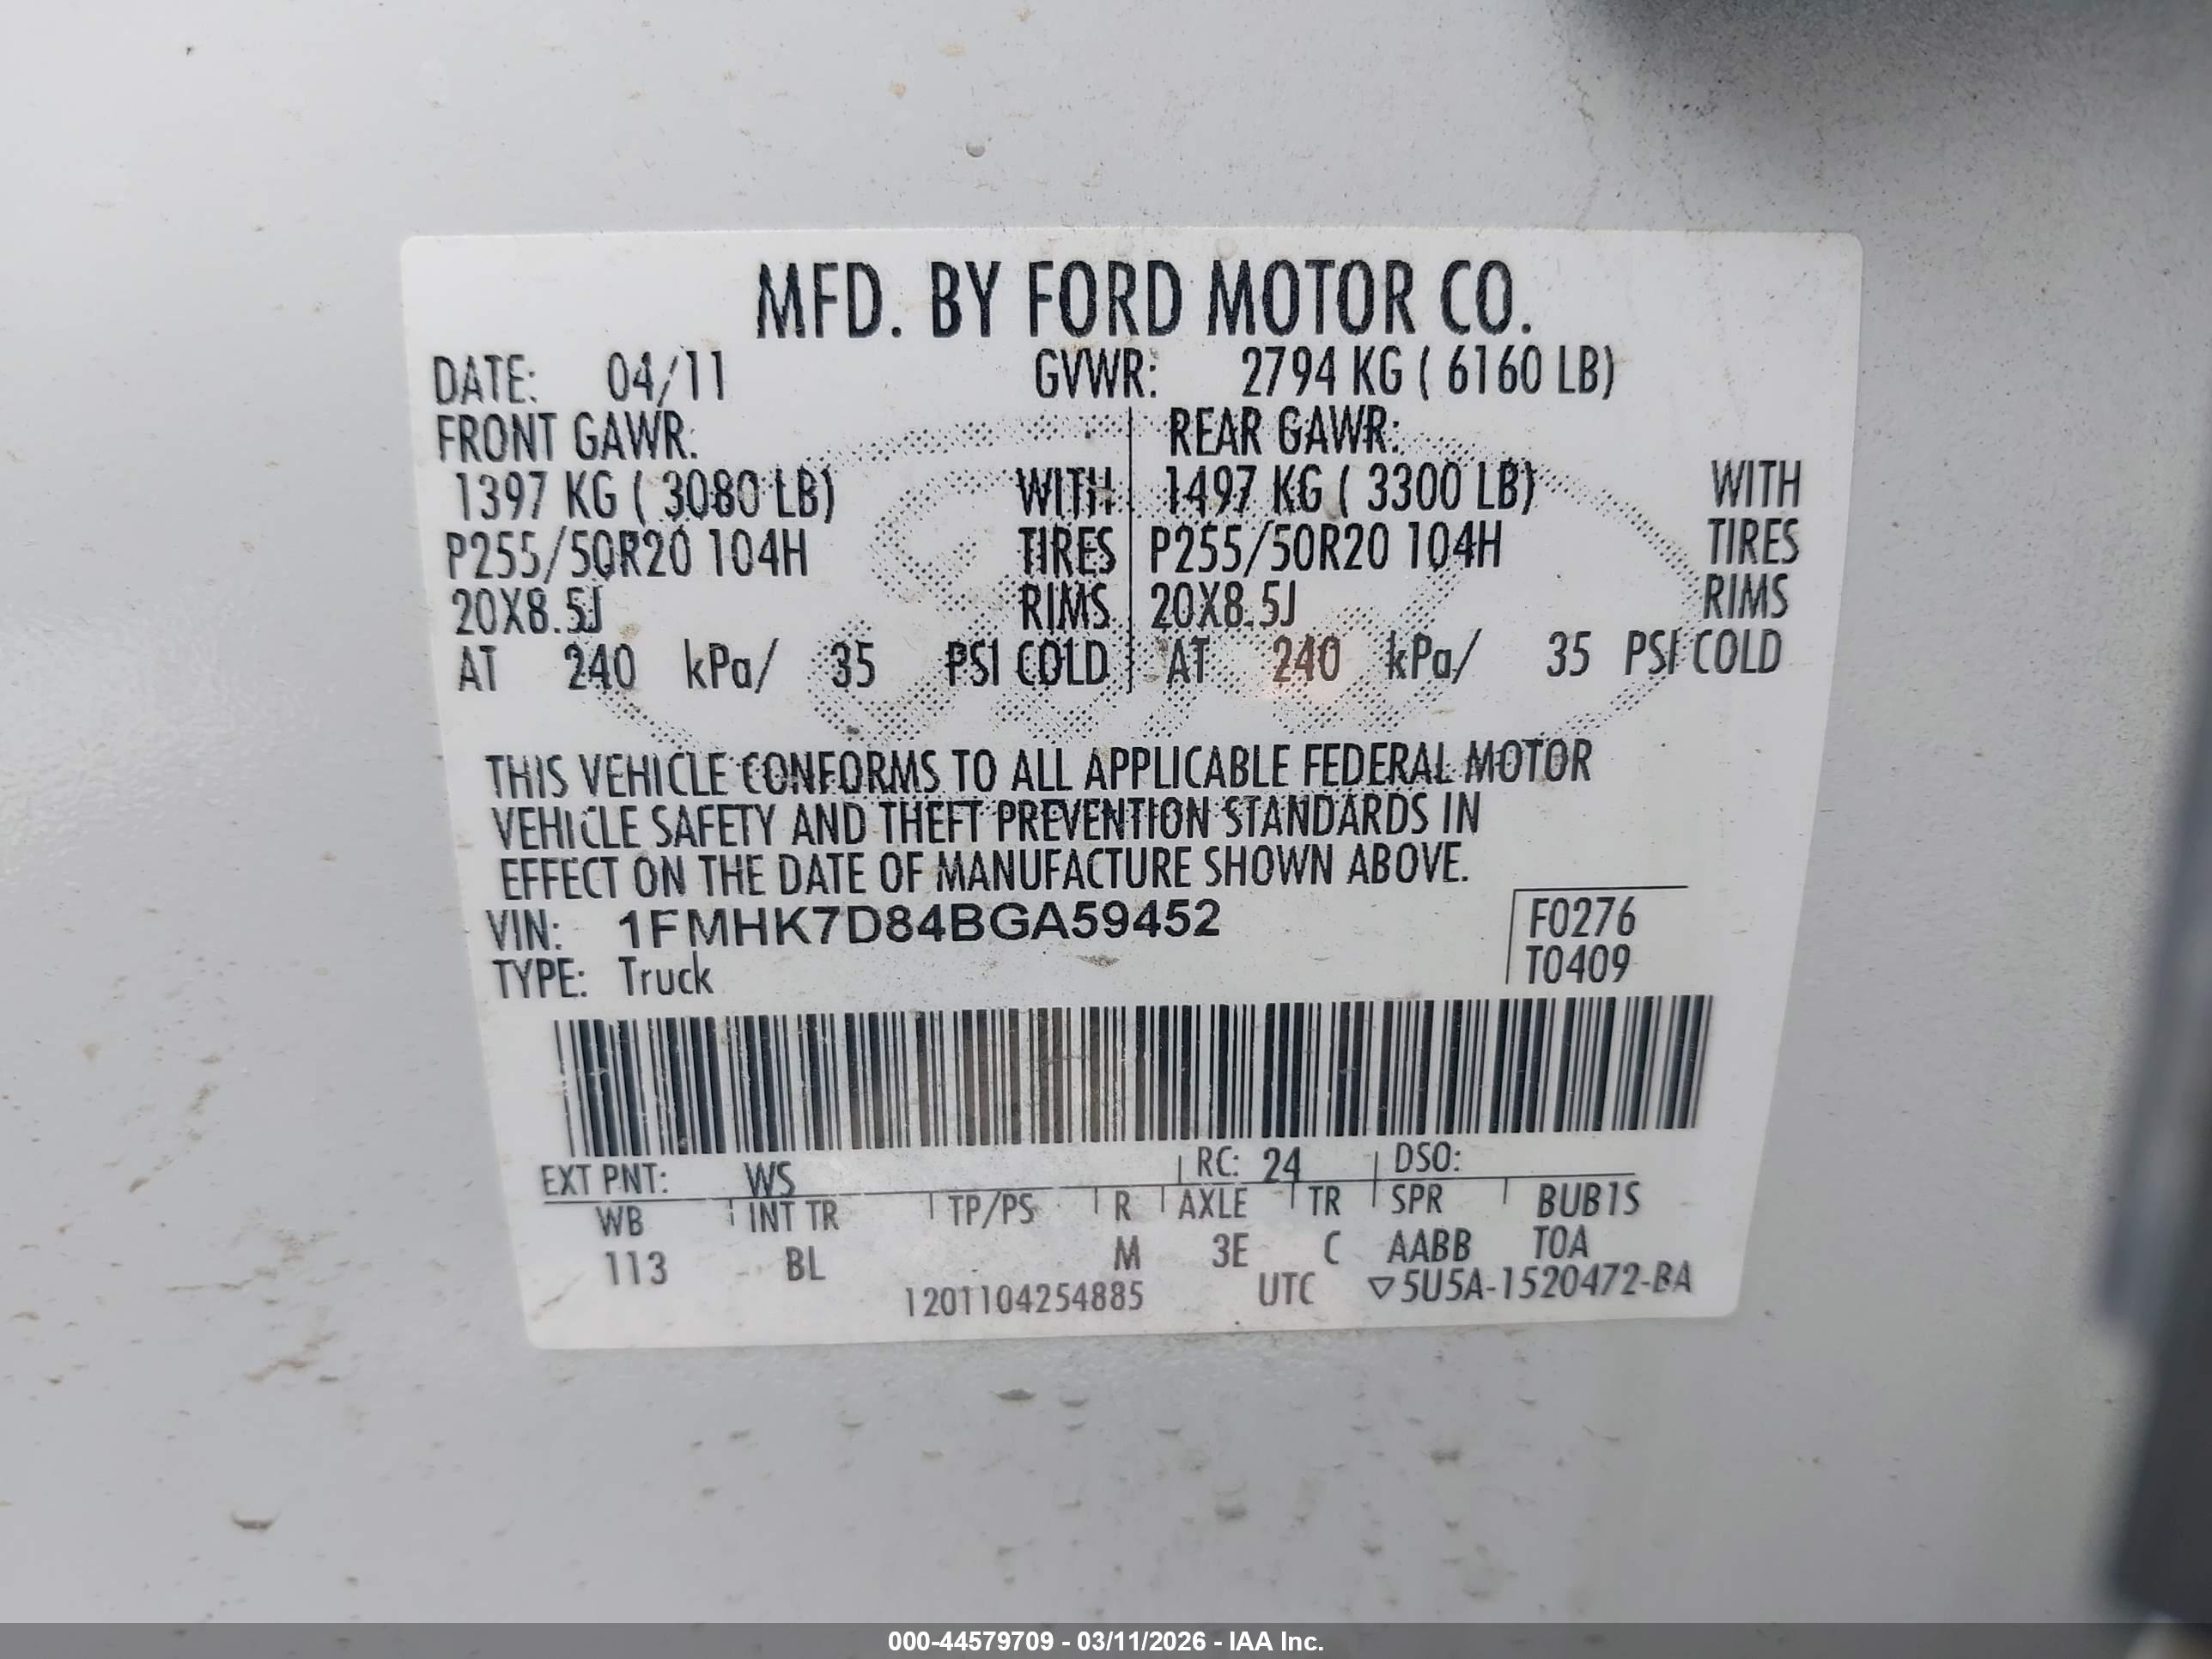 MFD. BY FORD MOTOR CO.
DATE: 04/11 GVWR: 2794 KG ( 6160 LB)
FRONT GAWR: REAR GAWR:
1397 KG ( 3080 LB) WITH 1497 KG ( 3300 LB) WITH
P255/50R20 104H TIRES P255/50R20 104H TIRES
20X8.5J RIMS 20X8.5J RIMS
AT 240 kPa/ 35 PSI COLD AT 240 kPa/ 35 PSI COLD
THIS VEHICLE CONFORMS TO ALL APPLICABLE FEDERAL MOTOR
VEHICLE SAFETY AND THEFT PREVENTION STANDARDS IN
EFFECT ON THE DATE OF MANUFACTURE SHOWN ABOVE.
VIN: 1FMHK7D84BGA59452 F0276
TYPE: Truck T0409
EXT PNT: WS RC: 24 DSO:
WB INT TR TP/PS R AXLE TR SPR BUB1S
113 BL M 3E C AABB TOA
1201104254885 UTC ▽5U5A-1520472-BA
000-44579709 - 03/11/2026 - IAA Inc.